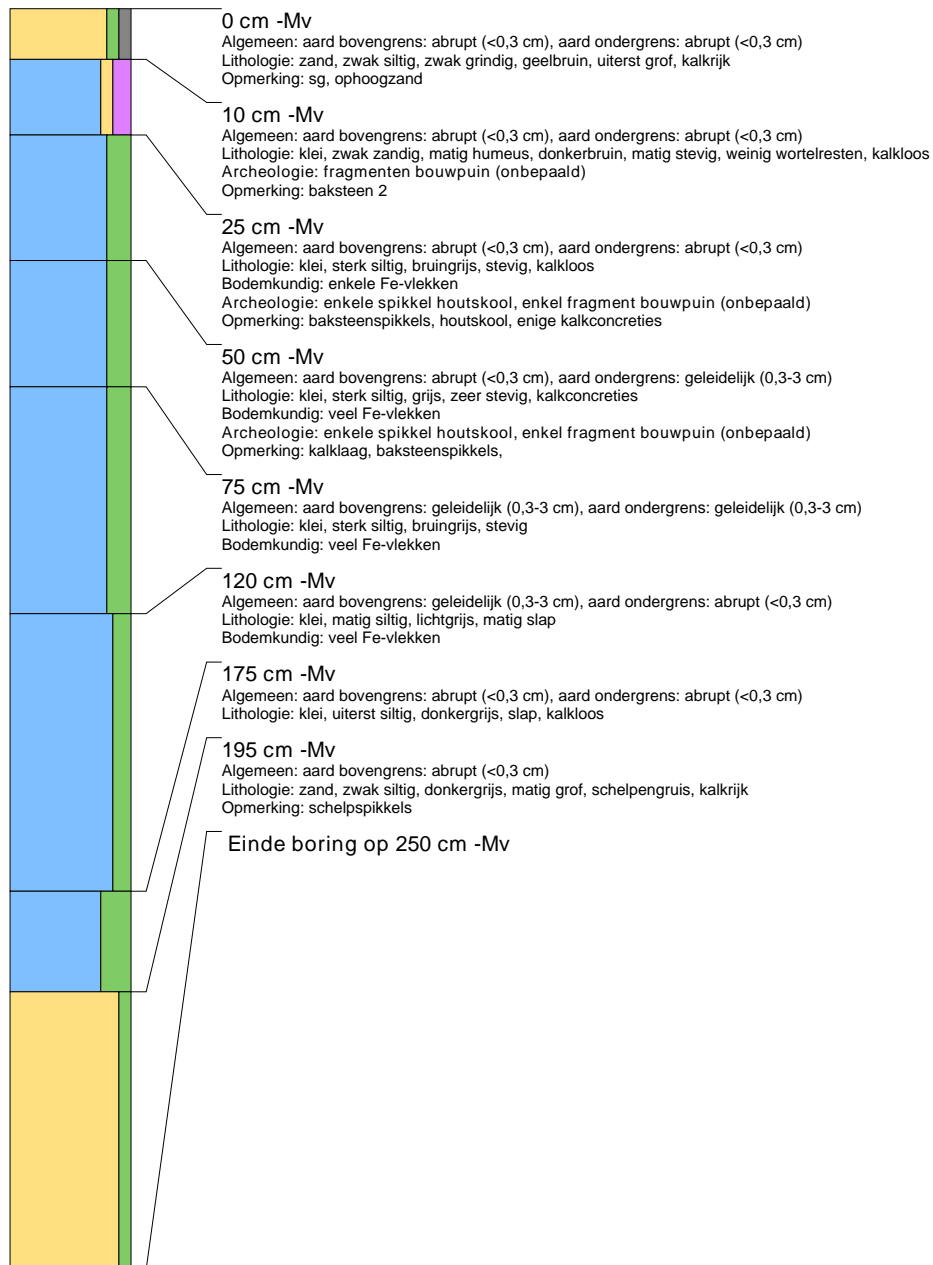 0 cm -Mv
Algemeen: aard bovengrens: abrupt (<0,3 cm), aard ondergrens: abrupt (<0,3 cm)
Lithologie: zand, zwak siltig, zwak grindig, geelbruin, uiterst grof, kalkrijk
Opmerking: sg, ophoogzand
10 cm -Mv
Algemeen: aard bovengrens: abrupt (<0,3 cm), aard ondergrens: abrupt (<0,3 cm)
Lithologie: klei, zwak zandig, matig humeus, donkerbruin, matig stevig, weinig wortelresten, kalkloos
Archeologie: fragmenten bouwpuin (onbepaald)
Opmerking: baksteen 2
25 cm -Mv
Algemeen: aard bovengrens: abrupt (<0,3 cm), aard ondergrens: abrupt (<0,3 cm)
Lithologie: klei, sterk siltig, bruingrijs, stevig, kalkloos
Bodemkundig: enkele Fe-vlekken
Archeologie: enkele spikkel houtskool, enkel fragment bouwpuin (onbepaald)
Opmerking: baksteenspikkels, houtskool, enige kalkconcreties
50 cm -Mv
Algemeen: aard bovengrens: abrupt (<0,3 cm), aard ondergrens: geleidelijk (0,3-3 cm)
Lithologie: klei, sterk siltig, grijs, zeer stevig, kalkconcreties
Bodemkundig: veel Fe-vlekken
Archeologie: enkele spikkel houtskool, enkel fragment bouwpuin (onbepaald)
Opmerking: kalklaag, baksteenspikkels,
75 cm -Mv
Algemeen: aard bovengrens: geleidelijk (0,3-3 cm), aard ondergrens: geleidelijk (0,3-3 cm)
Lithologie: klei, sterk siltig, bruingrijs, stevig
Bodemkundig: veel Fe-vlekken
120 cm -Mv
Algemeen: aard bovengrens: geleidelijk (0,3-3 cm), aard ondergrens: abrupt (<0,3 cm)
Lithologie: klei, matig siltig, lichtgrijs, matig slap
Bodemkundig: veel Fe-vlekken
175 cm -Mv
Algemeen: aard bovengrens: abrupt (<0,3 cm), aard ondergrens: abrupt (<0,3 cm)
Lithologie: klei, uiterst siltig, donkergrijs, slap, kalkloos
195 cm -Mv
Algemeen: aard bovengrens: abrupt (<0,3 cm)
Lithologie: zand, zwak siltig, donkergrijs, matig grof, schelpengruis, kalkrijk
Opmerking: schelpspikkels
Einde boring op 250 cm -Mv